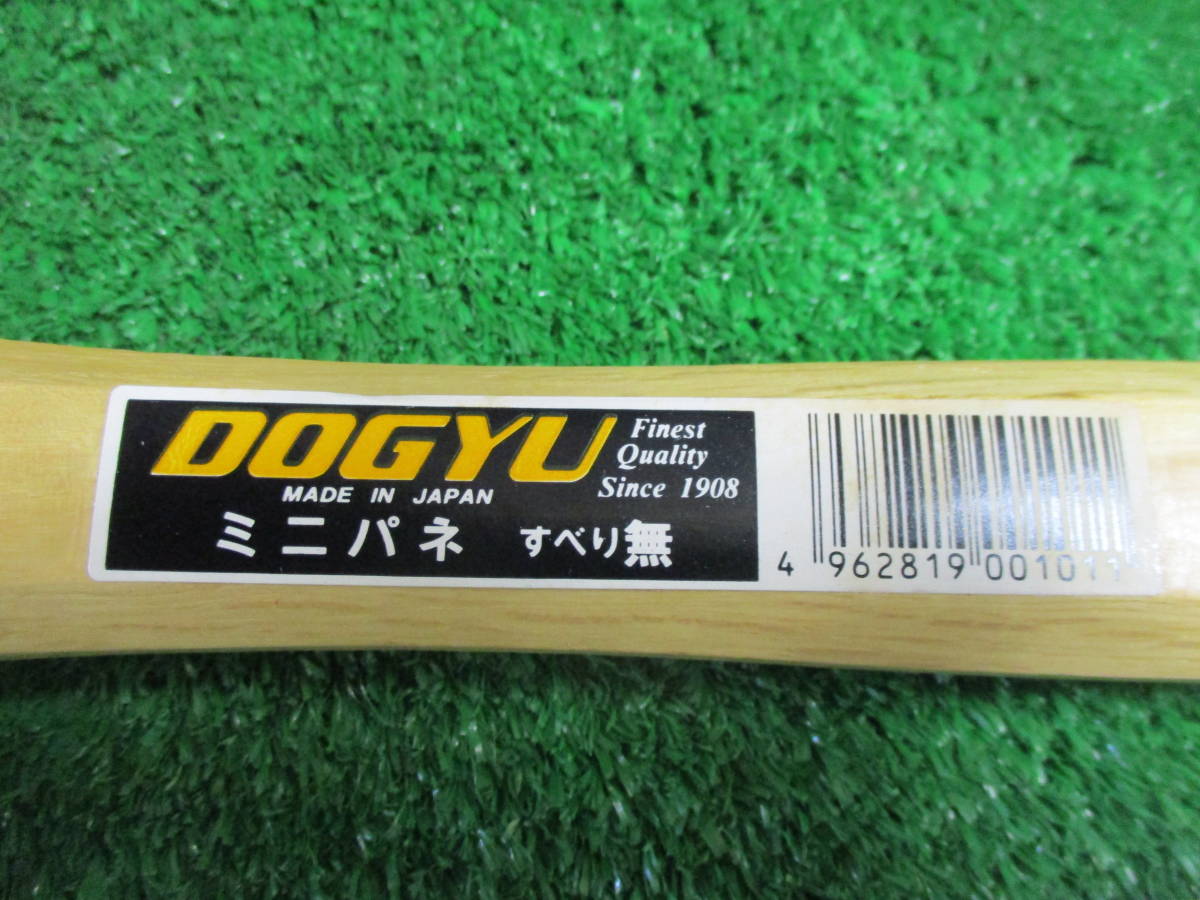 DOGYU
Finest
Quality
Since 1908
MADE IN JAPAN
ミニパネ すべり無
4 962819 001011